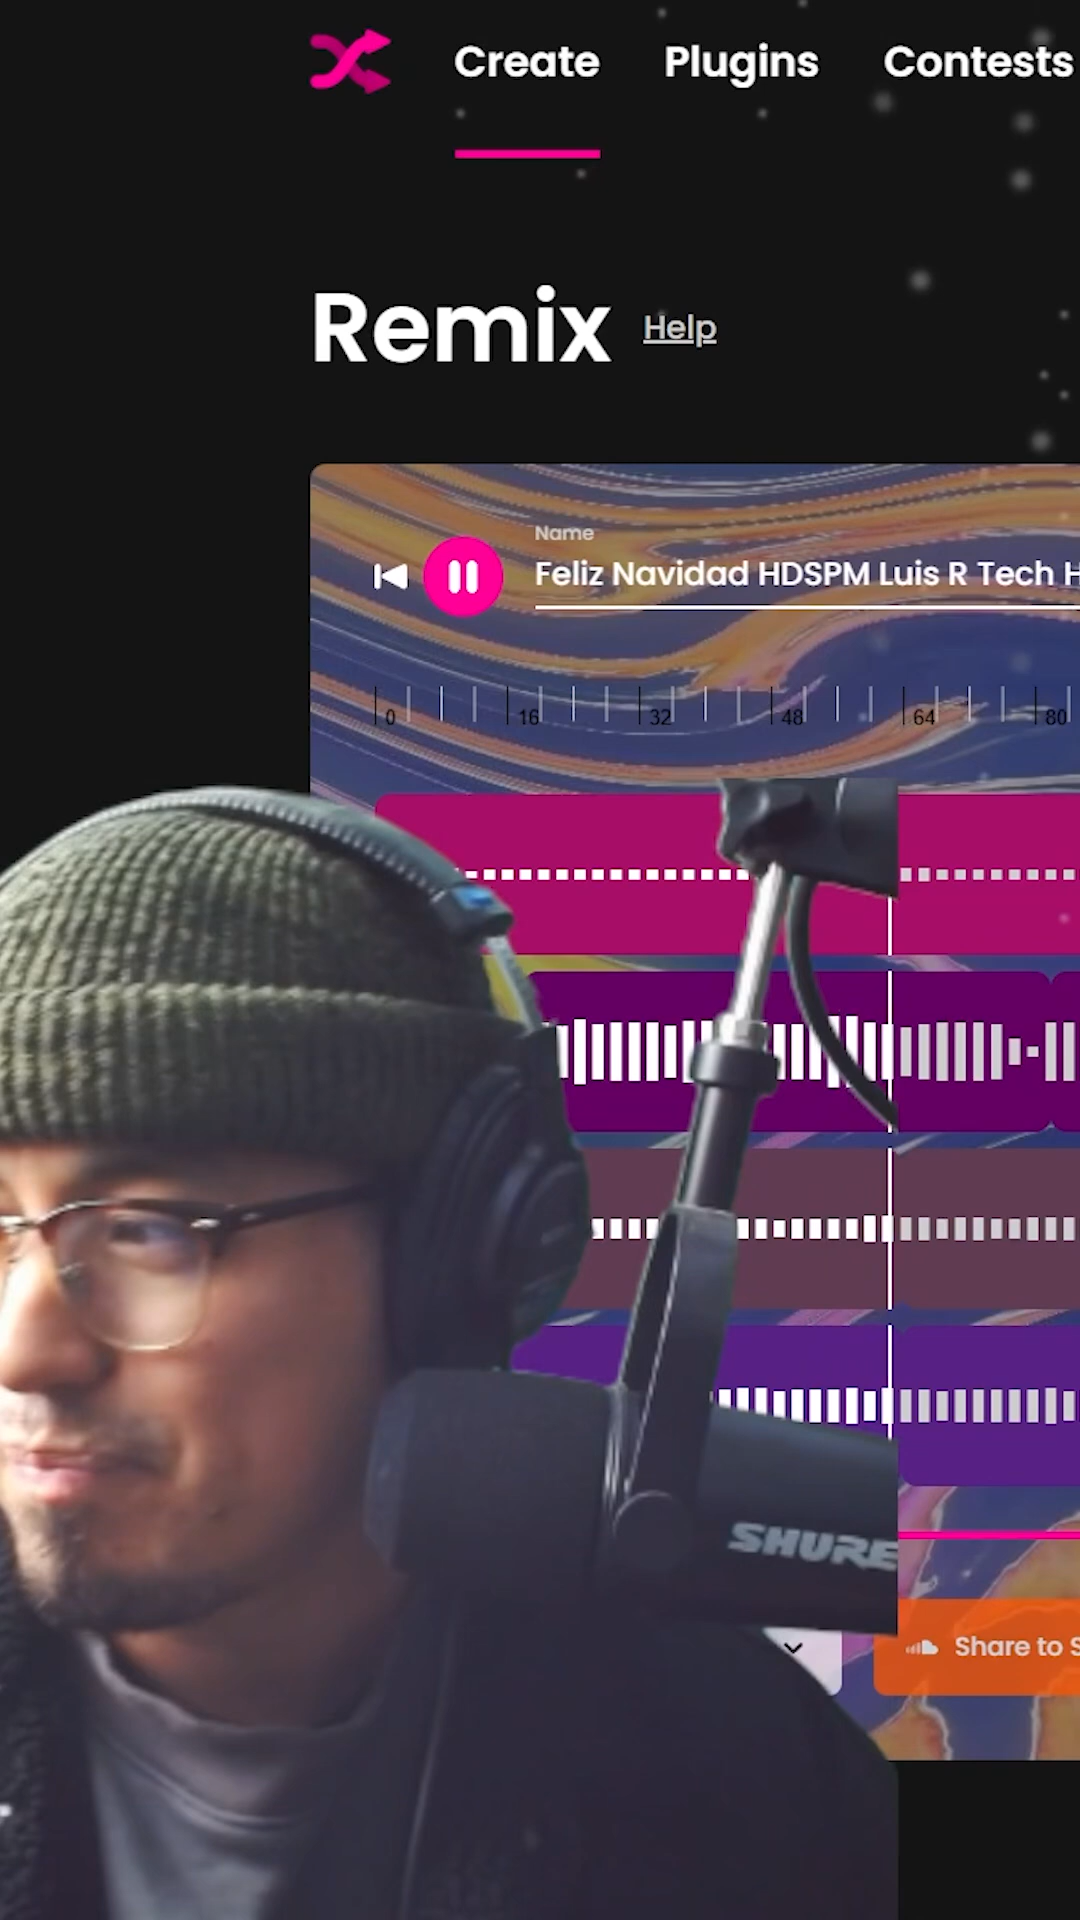 Create Plugins Contests
Remix Help
Name
Feliz Navidad HDSPM Luis R Tech H
0 16 32 48 64 80
SHURE
Share to S